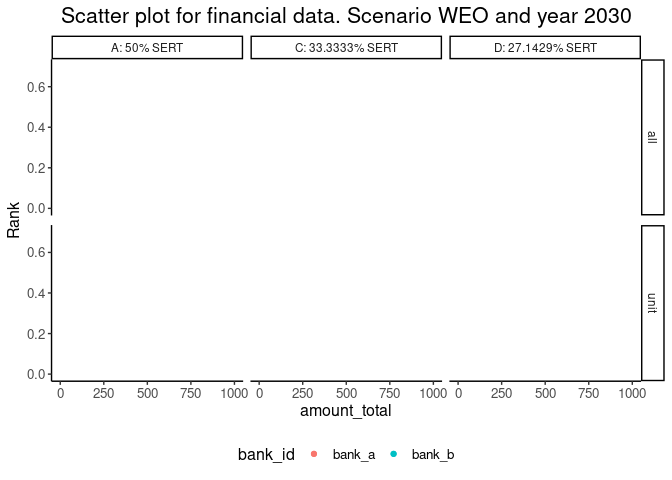 Scatter plot for financial data. Scenario WEO and year 2030
A: 50% SERT
C: 33.3333% SERT
D: 27.1429% SERT
0.6
0.4
0.2
0.0
all
Rank
0.6
0.4
0.2
0.0
unit
0 250 500 750 1000 0 250 500 750 1000 0 250 500 750 1000
amount_total
bank_id bank_a bank_b